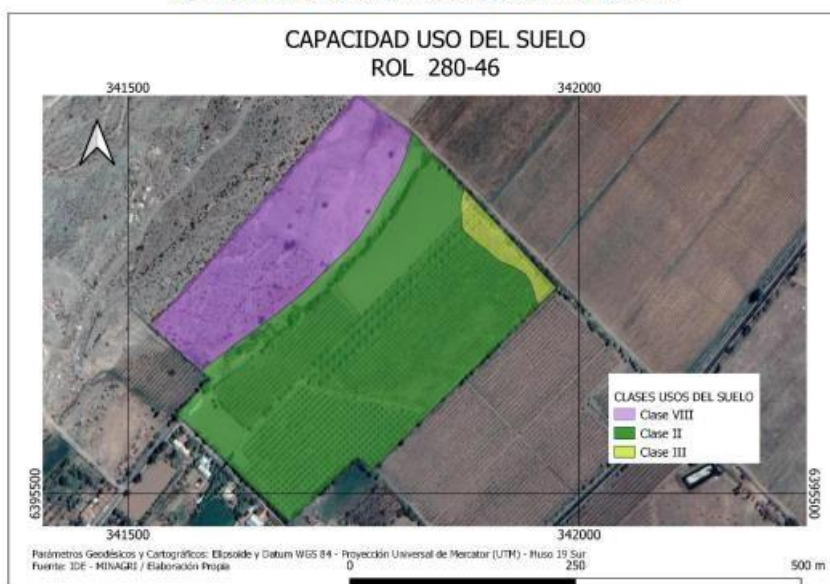 CAPACIDAD USO DEL SUELO
ROL 280-46
341500 342000
CLASES USOS DEL SUELO
Clase VIII
Clase II
Clase III
6395500 6395500
341500 342000
Parámetros Geodésicos y Cartográficos: Elipsoide y Datum WGS 84 - Proyección Universal de Mercator (UTM) - Huso 19 Sur
Fuente: IDE - MINAGRI / Elaboración Propia
0 250 500 m